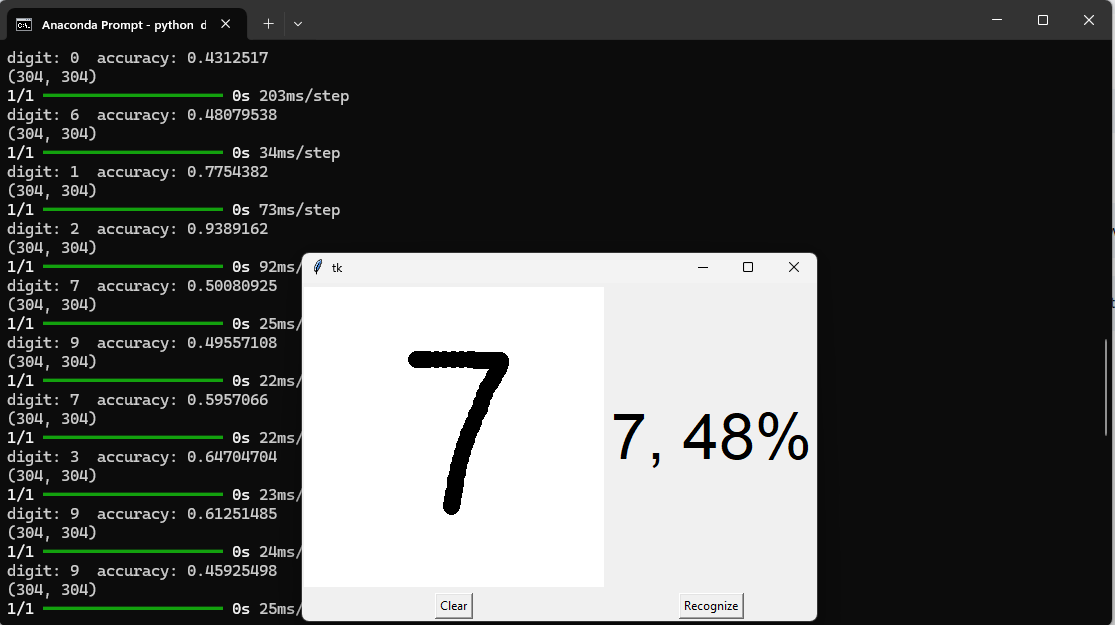 Anaconda Prompt - python d
digit: 0 accuracy: 0.4312517
(304, 304)
1/1 0s 203ms/step
digit: 6 accuracy: 0.48079538
(304, 304)
1/1 0s 34ms/step
digit: 1 accuracy: 0.7754382
(304, 304)
1/1 0s 73ms/step
digit: 2 accuracy: 0.9389162
(304, 304)
1/1 0s 92ms/
digit: 7 accuracy: 0.50080925
(304, 304)
1/1 0s 25ms/
digit: 9 accuracy: 0.49557108
(304, 304)
1/1 0s 22ms/
digit: 7 accuracy: 0.5957066
(304, 304)
1/1 0s 22ms/
digit: 3 accuracy: 0.64704704
(304, 304)
1/1 0s 23ms/
digit: 9 accuracy: 0.61251485
(304, 304)
1/1 0s 24ms/
digit: 9 accuracy: 0.45925498
(304, 304)
1/1 0s 25ms/
tk
7
7, 48%
Clear
Recognize